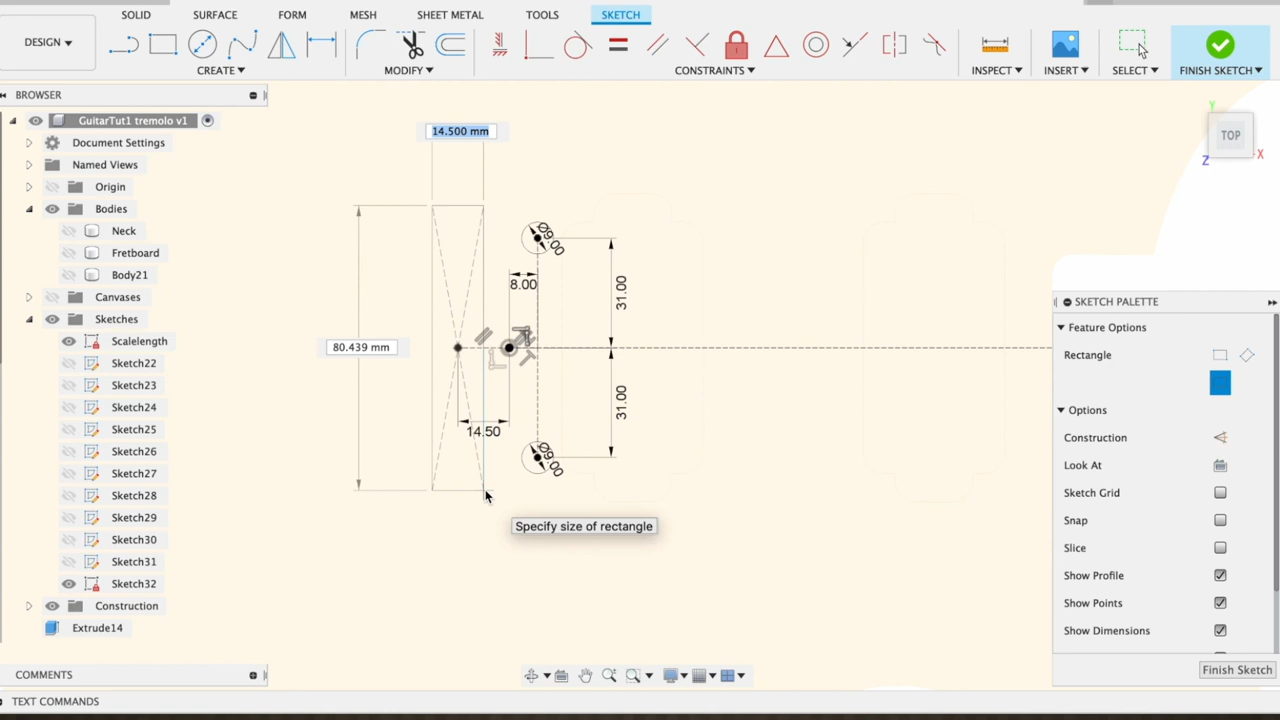 SOLID SURFACE FORM MESH SHEET METAL TOOLS SKETCH
DESIGN
CREATE MODIFY CONSTRAINTS INSPECT INSERT SELECT FINISH SKETCH
BROWSER
GuitarTut1 tremolo v1
Document Settings
Named Views
Origin
Bodies
Neck
Fretboard
Body21
Canvases
Sketches
Scalelength
Sketch22
Sketch23
Sketch24
Sketch25
Sketch26
Sketch27
Sketch28
Sketch29
Sketch30
Sketch31
Sketch32
Construction
Extrude14
COMMENTS
TEXT COMMANDS
14.500 mm
Ø9.00
8.00
31.00
80.439 mm
31.00
14.50
Ø9.00
Specify size of rectangle
Y
TOP
Z
X
SKETCH PALETTE
Feature Options
Rectangle
Options
Construction
Look At
Sketch Grid
Snap
Slice
Show Profile
Show Points
Show Dimensions
Finish Sketch